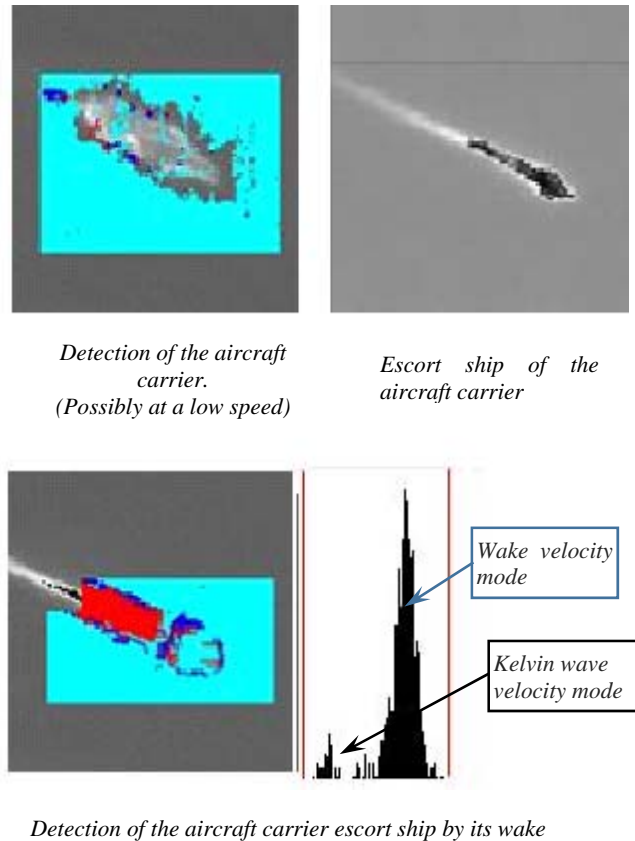 Detection of the aircraft
carrier.
(Possibly at a low speed)
Escort ship of the
aircraft carrier
Wake velocity
mode
Kelvin wave
velocity mode
Detection of the aircraft carrier escort ship by its wake